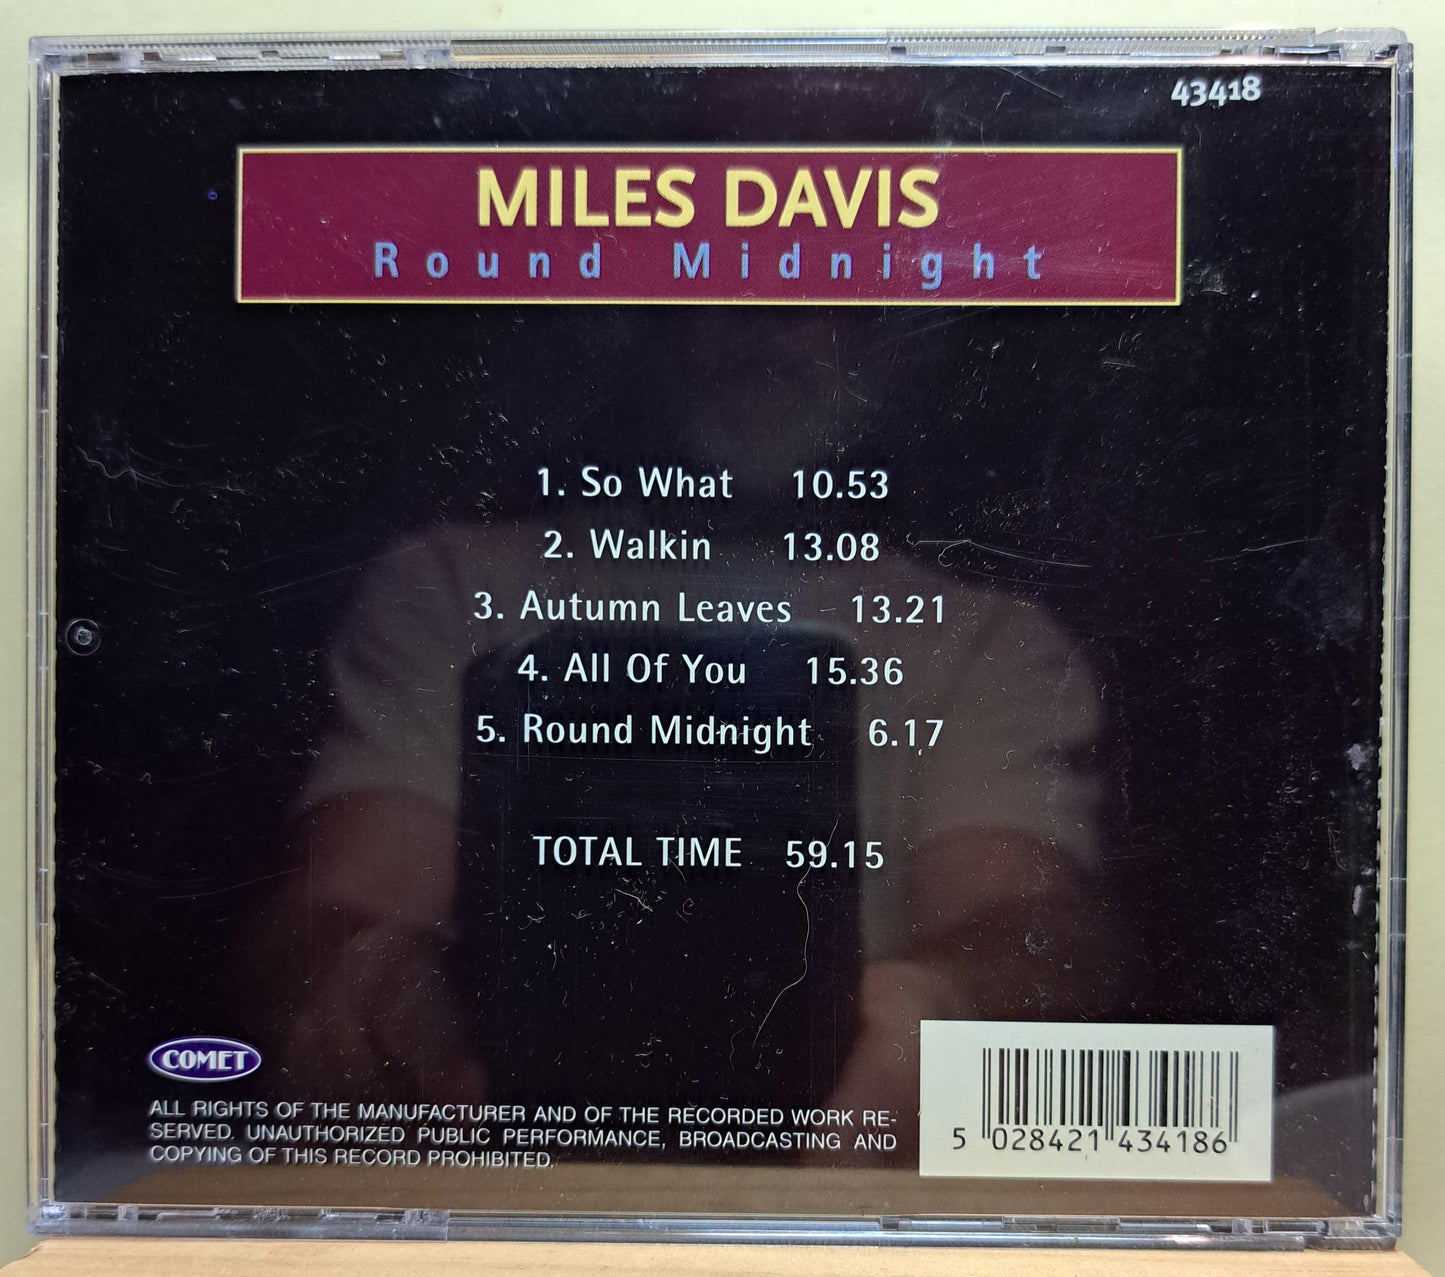 43418
MILES DAVIS
Round Midnight
1. So What 10.53
2. Walkin 13.08
3. Autumn Leaves 13.21
4. All Of You 15.36
5. Round Midnight 6.17
TOTAL TIME 59.15
COMET
ALL RIGHTS OF THE MANUFACTURER AND OF THE RECORDED WORK RE-
SERVED. UNAUTHORIZED PUBLIC PERFORMANCE, BROADCASTING AND
COPYING OF THIS RECORD PROHIBITED.
5 028421 434186